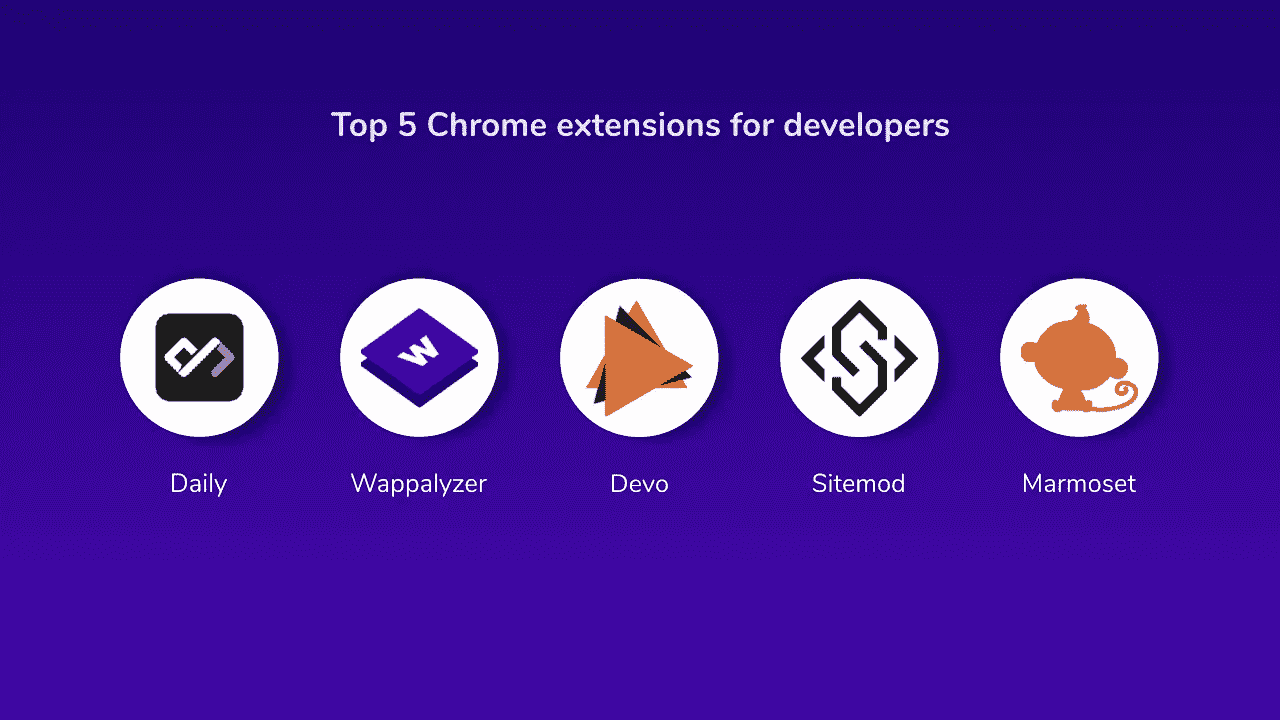 Top 5 Chrome extensions for developers
W
Daily
Wappalyzer
Devo
Sitemod
Marmoset